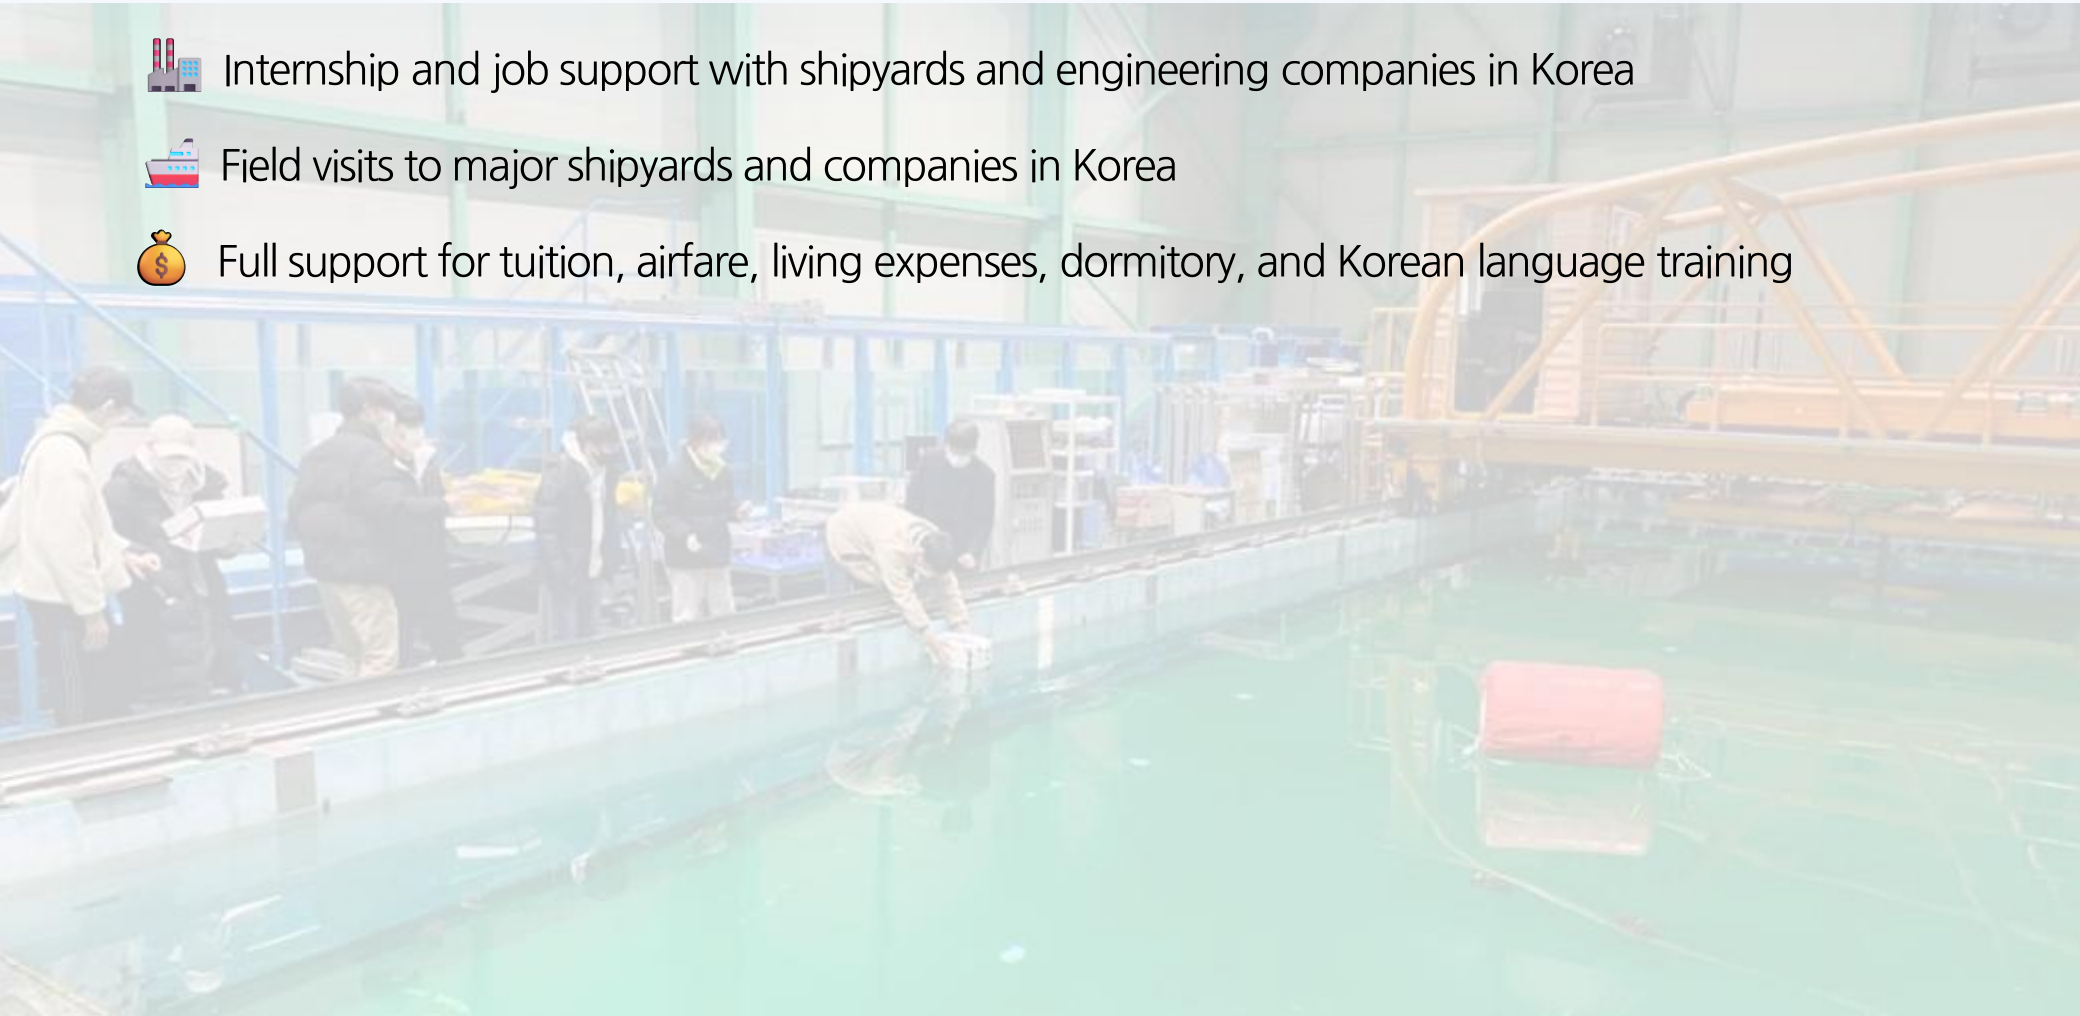 Internship and job support with shipyards and engineering companies in Korea
Field visits to major shipyards and companies in Korea
Full support for tuition, airfare, living expenses, dormitory, and Korean language training